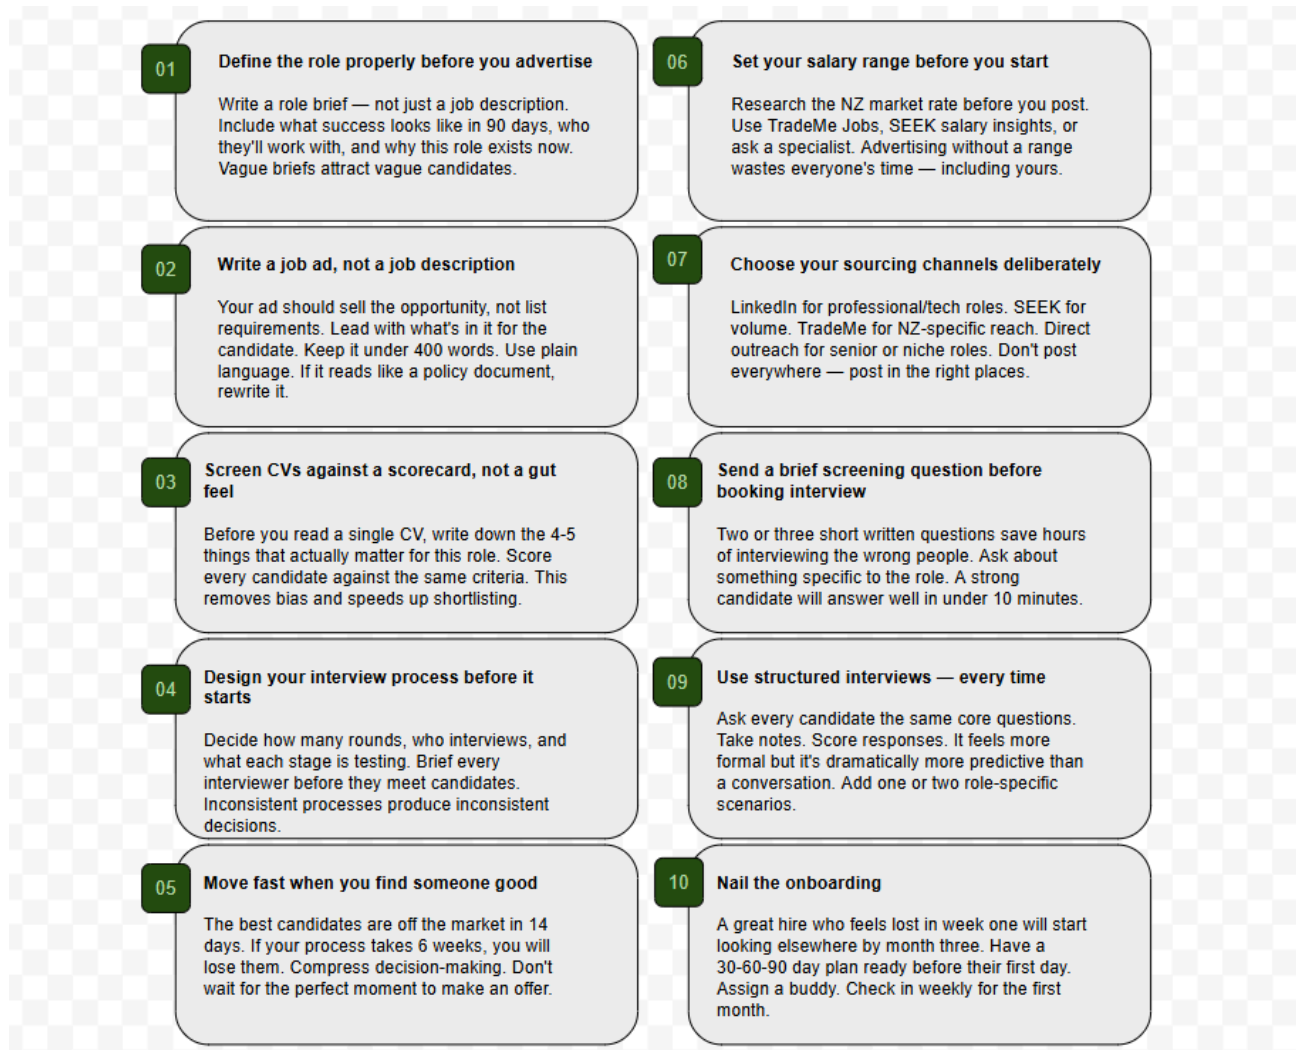 01
Define the role properly before you advertise
Write a role brief — not just a job description.
Include what success looks like in 90 days, who
they'll work with, and why this role exists now.
Vague briefs attract vague candidates.
02
Write a job ad, not a job description
Your ad should sell the opportunity, not list
requirements. Lead with what's in it for the
candidate. Keep it under 400 words. Use plain
language. If it reads like a policy document,
rewrite it.
03
Screen CVs against a scorecard, not a gut
feel
Before you read a single CV, write down the 4-5
things that actually matter for this role. Score
every candidate against the same criteria. This
removes bias and speeds up shortlisting.
04
Design your interview process before it
starts
Decide how many rounds, who interviews, and
what each stage is testing. Brief every
interviewer before they meet candidates.
Inconsistent processes produce inconsistent
decisions.
05
Move fast when you find someone good
The best candidates are off the market in 14
days. If your process takes 6 weeks, you will
lose them. Compress decision-making. Don't
wait for the perfect moment to make an offer.
06
Set your salary range before you start
Research the NZ market rate before you post.
Use TradeMe Jobs, SEEK salary insights, or
ask a specialist. Advertising without a range
wastes everyone's time — including yours.
07
Choose your sourcing channels deliberately
LinkedIn for professional/tech roles. SEEK for
volume. TradeMe for NZ-specific reach. Direct
outreach for senior or niche roles. Don't post
everywhere — post in the right places.
08
Send a brief screening question before
booking interview
Two or three short written questions save hours
of interviewing the wrong people. Ask about
something specific to the role. A strong
candidate will answer well in under 10 minutes.
09
Use structured interviews — every time
Ask every candidate the same core questions.
Take notes. Score responses. It feels more
formal but it's dramatically more predictive than
a conversation. Add one or two role-specific
scenarios.
10
Nail the onboarding
A great hire who feels lost in week one will start
looking elsewhere by month three. Have a
30-60-90 day plan ready before their first day.
Assign a buddy. Check in weekly for the first
month.